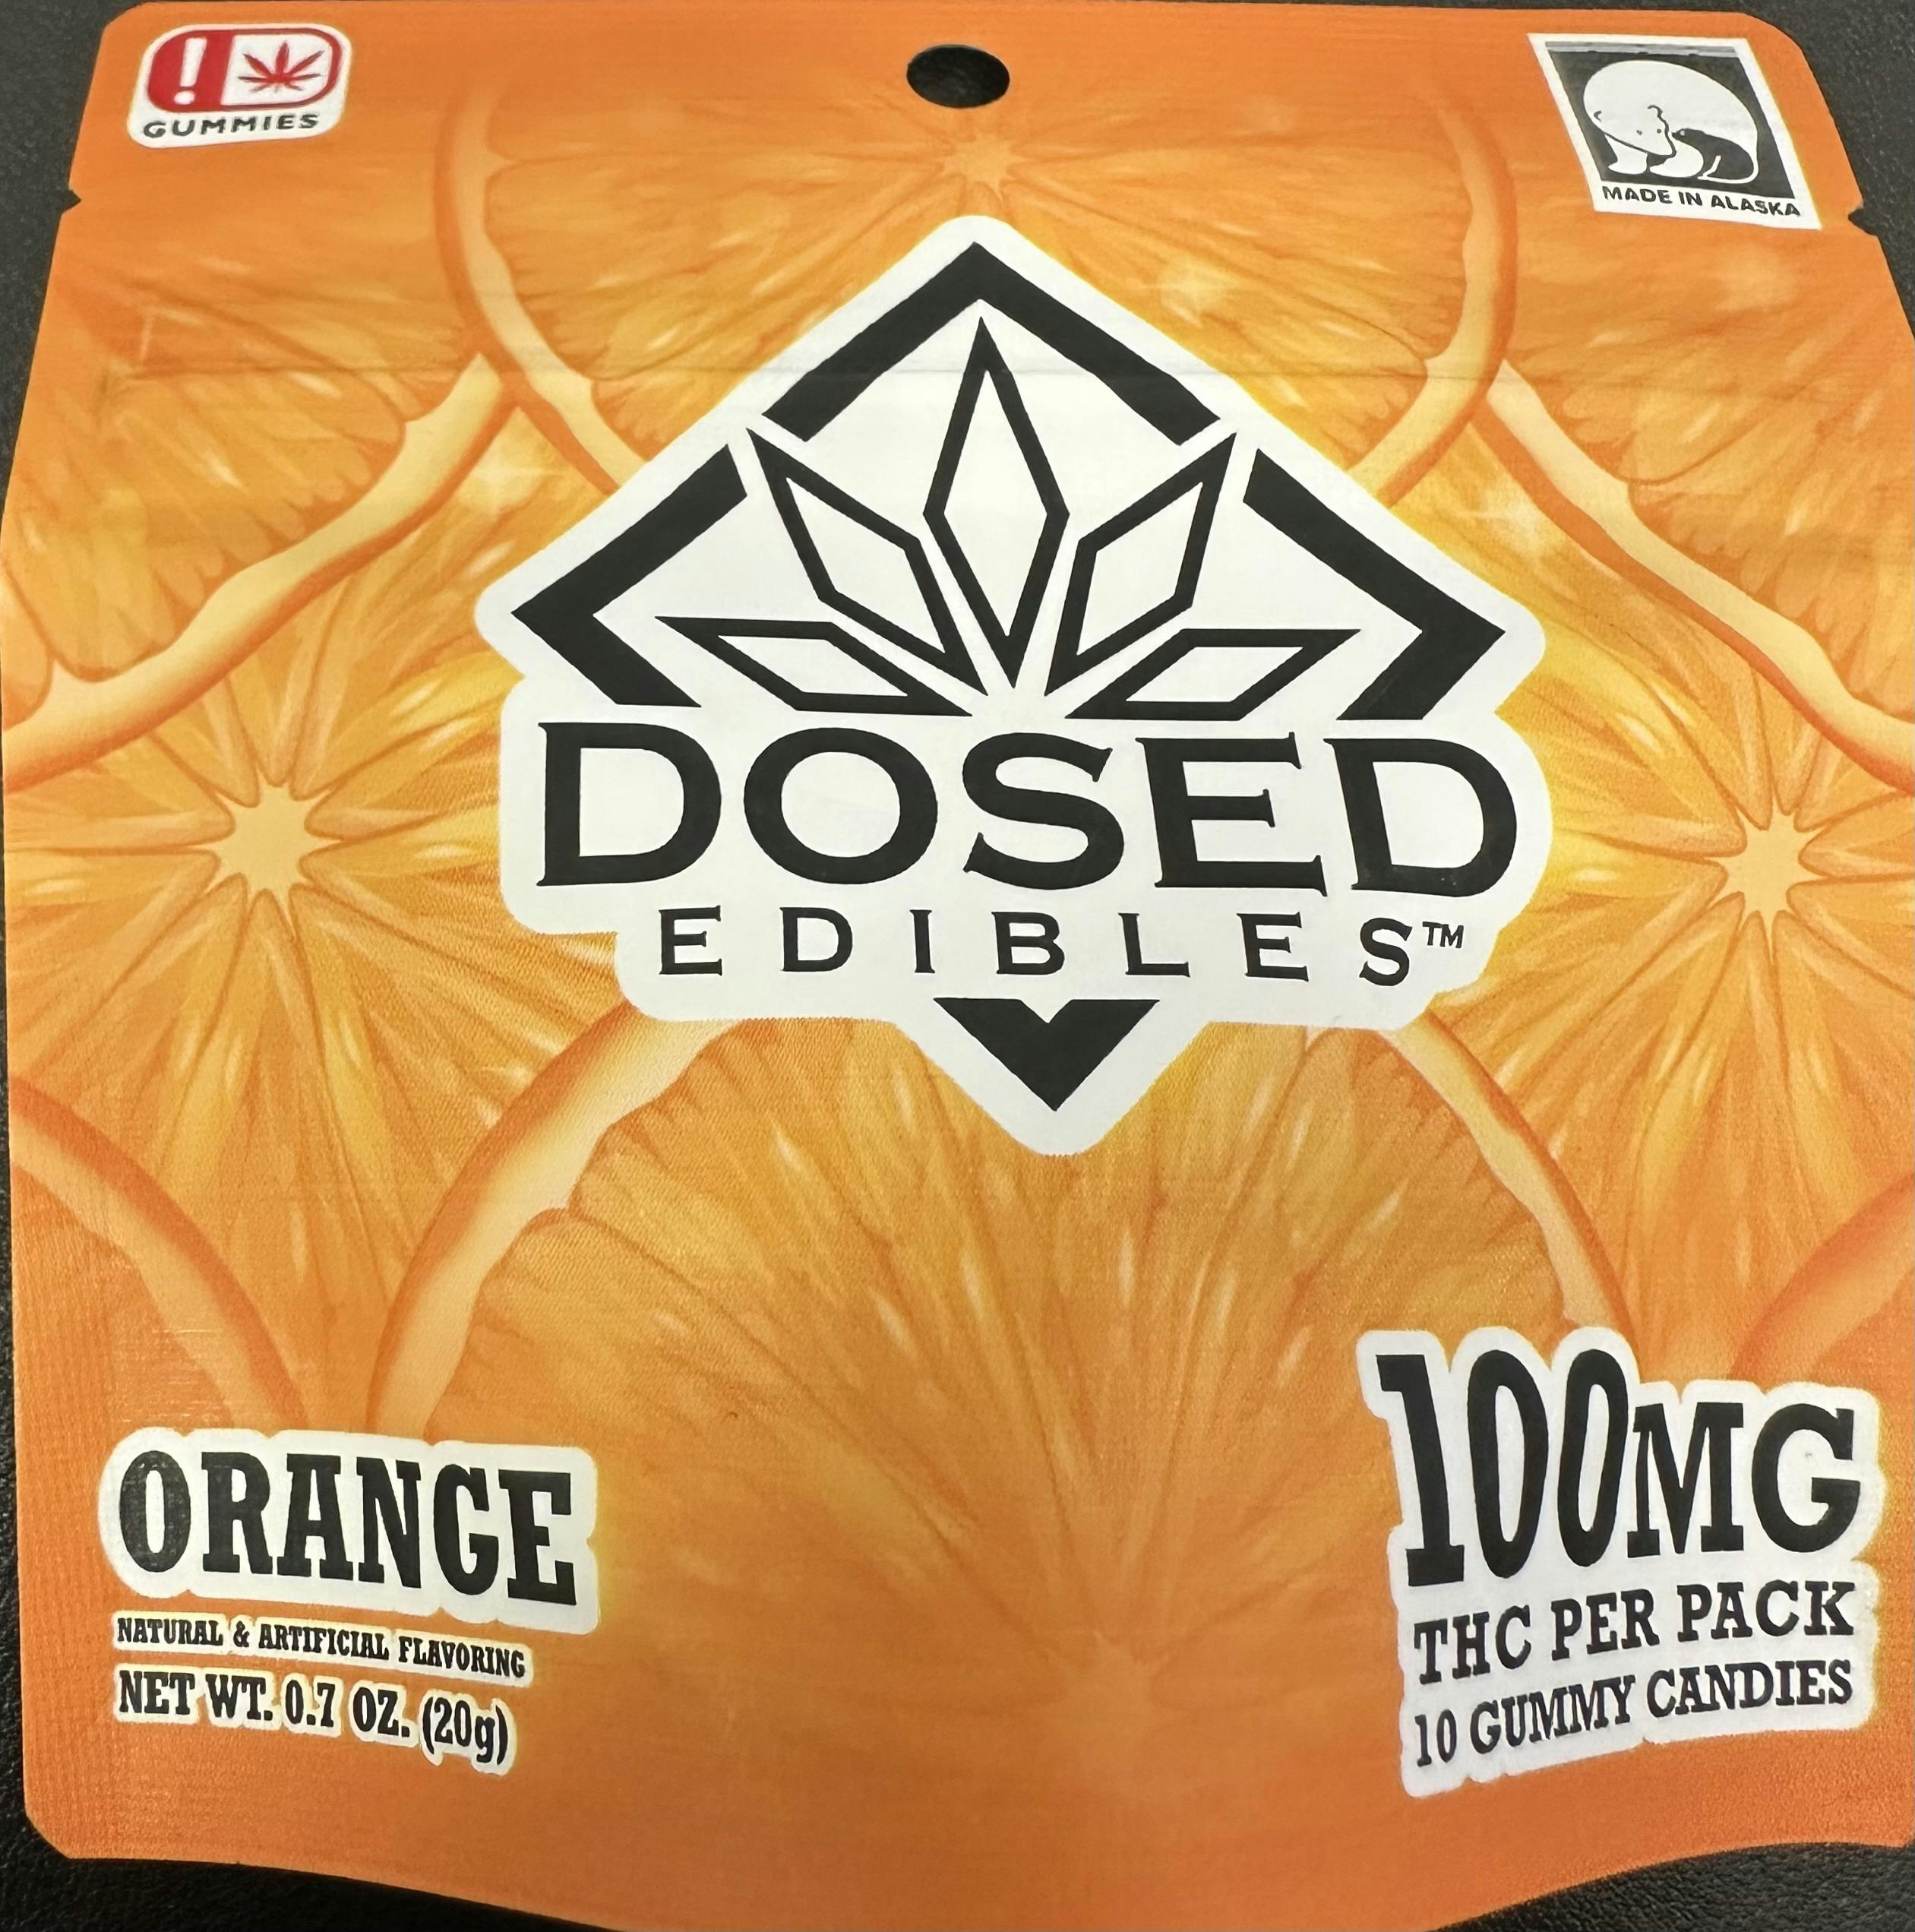 !
GUMMIES
MADE IN ALASKA
DOSED
EDIBLES™
ORANGE
NATURAL & ARTIFICIAL FLAVORING
NET WT. 0.7 OZ. (20g)
100MG
THC PER PACK
10 GUMMY CANDIES